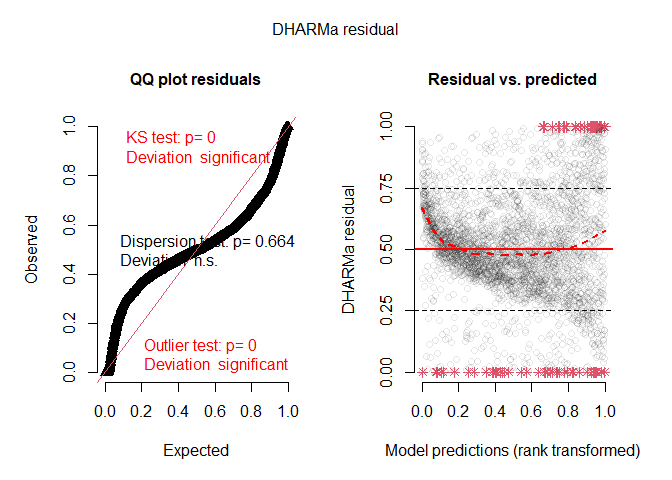 DHARMa residual
QQ plot residuals
KS test: p= 0
Deviation significant
Dispersion test: p= 0.664
Deviation n.s.
Outlier test: p= 0
Deviation significant
Observed
0.0 0.2 0.4 0.6 0.8 1.0
0.0 0.2 0.4 0.6 0.8 1.0
Expected
Residual vs. predicted
DHARMa residual
0.00 0.25 0.50 0.75 1.00
0.0 0.2 0.4 0.6 0.8 1.0
Model predictions (rank transformed)